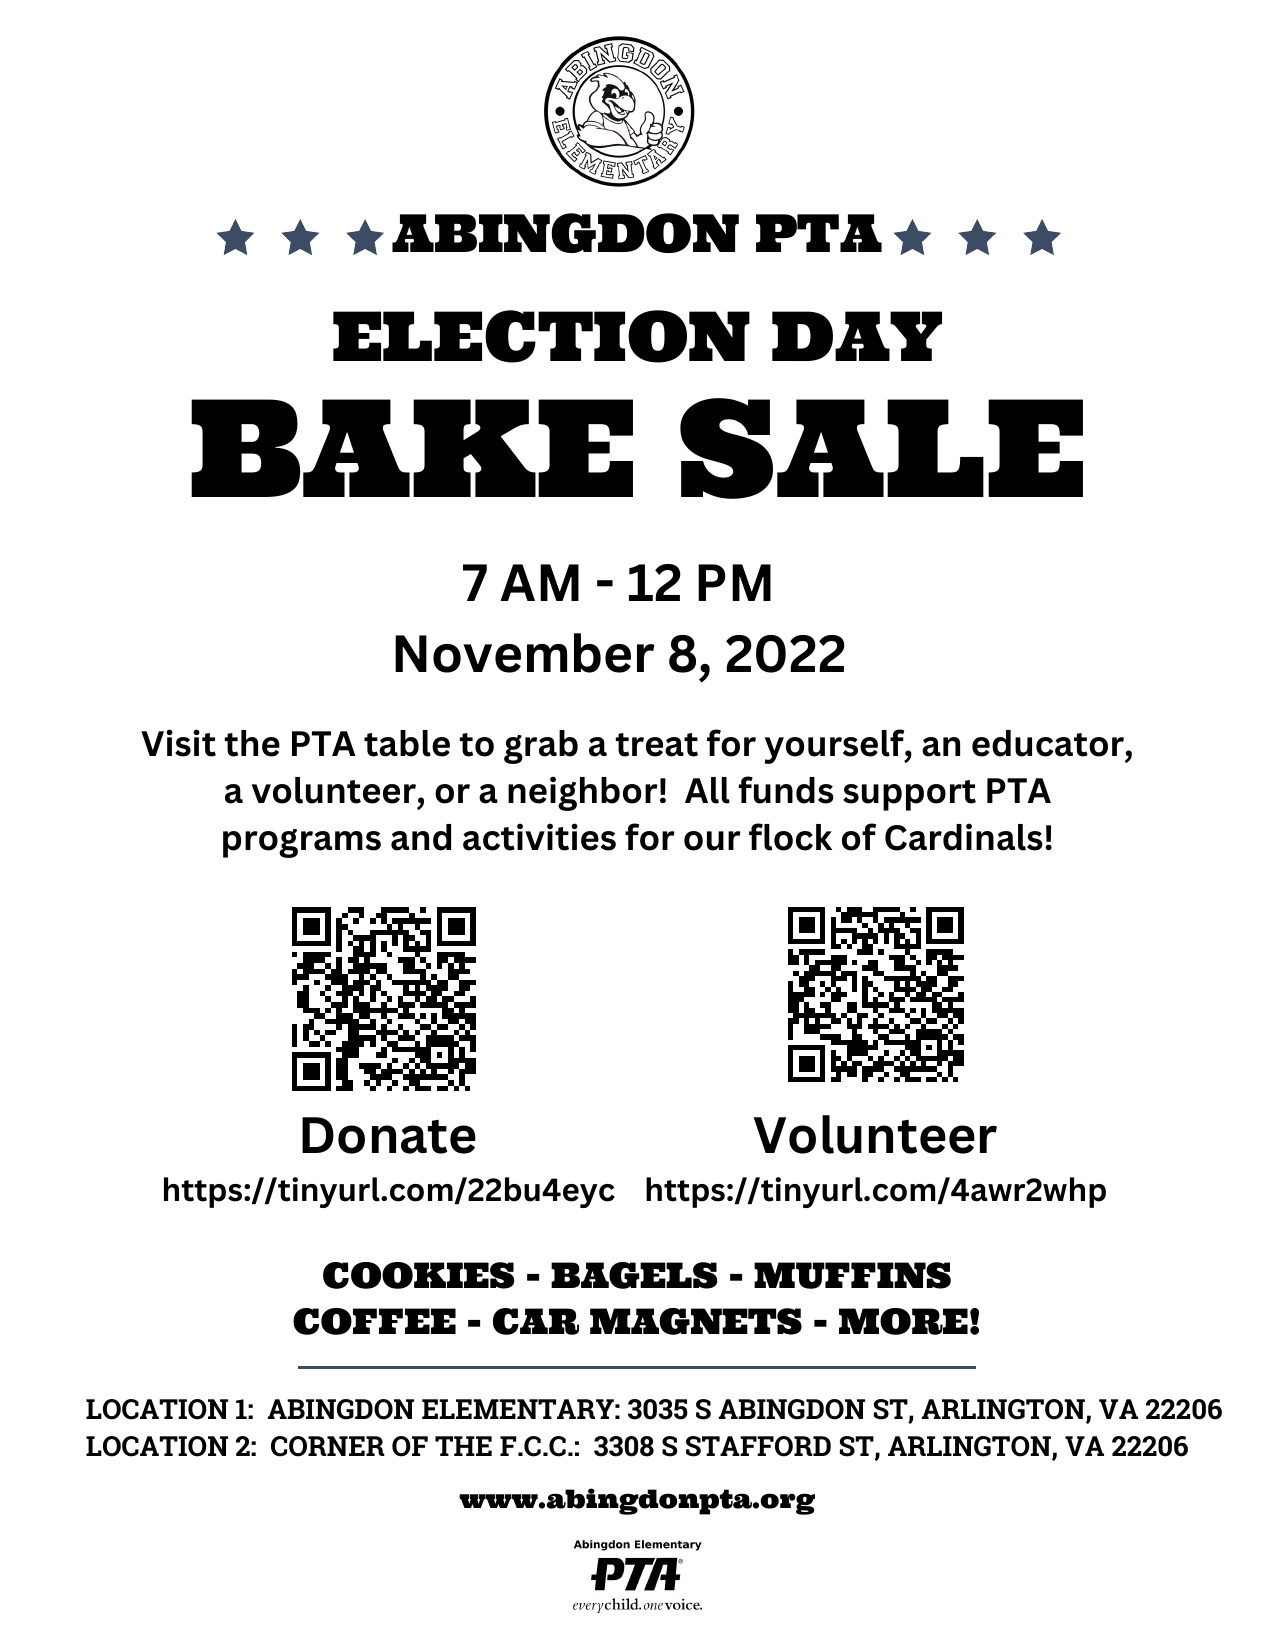 ABINGDON
ELEMENTARY
ABINGDON PTA
ELECTION DAY
BAKE SALE
7 AM - 12 PM
November 8, 2022
Visit the PTA table to grab a treat for yourself, an educator,
a volunteer, or a neighbor!  All funds support PTA
programs and activities for our flock of Cardinals!
Donate
https://tinyurl.com/22bu4eyc
Volunteer
https://tinyurl.com/4awr2whp
COOKIES - BAGELS - MUFFINS
COFFEE - CAR MAGNETS - MORE!
LOCATION 1:  ABINGDON ELEMENTARY: 3035 S ABINGDON ST, ARLINGTON, VA 22206
LOCATION 2:  CORNER OF THE F.C.C.:  3308 S STAFFORD ST, ARLINGTON, VA 22206
www.abingdonpta.org
Abingdon Elementary
PTA®
everychild.onevoice.